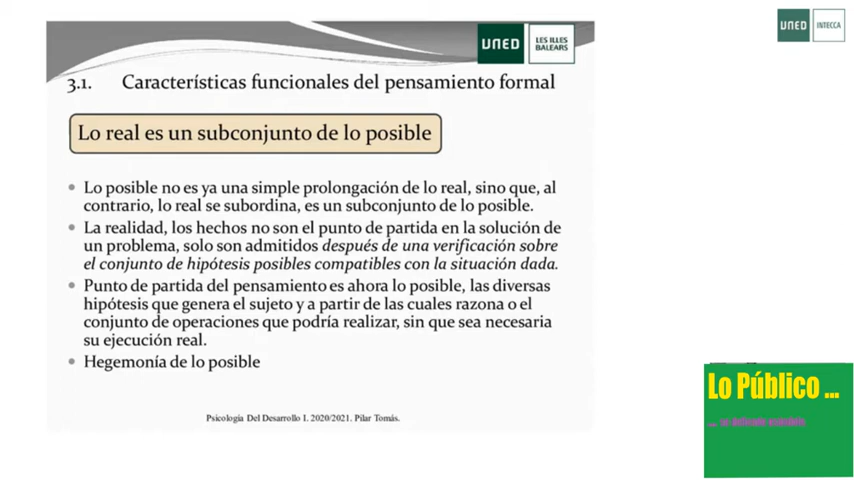 UNED
LES ILLES
BALEARS
UNED
INTECCA
3.1. Características funcionales del pensamiento formal
Lo real es un subconjunto de lo posible
• Lo posible no es ya una simple prolongación de lo real, sino que, al
contrario, lo real se subordina, es un subconjunto de lo posible.
• La realidad, los hechos no son el punto de partida en la solución de
un problema, solo son admitidos después de una verificación sobre
el conjunto de hipótesis posibles compatibles con la situación dada.
• Punto de partida del pensamiento es ahora lo posible, las diversas
hipótesis que genera el sujeto y a partir de las cuales razona o el
conjunto de operaciones que podría realizar, sin que sea necesaria
su ejecución real.
• Hegemonía de lo posible
Psicología Del Desarrollo I. 2020/2021. Pilar Tomás.
Lo Público ...